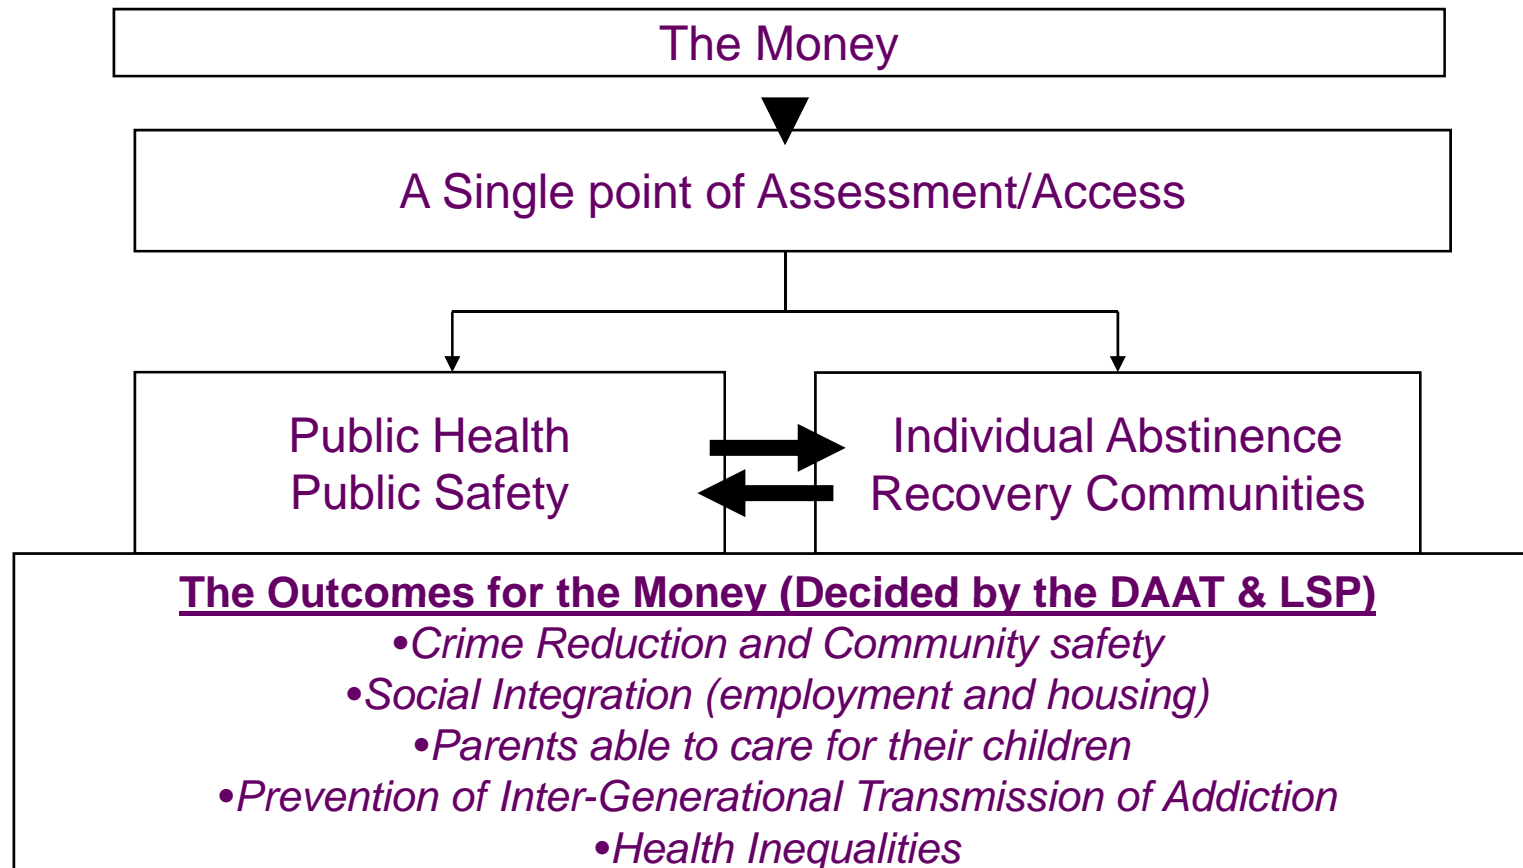 The Money
A Single point of Assessment/Access
Public Health
Public Safety
Individual Abstinence
Recovery Communities
The Outcomes for the Money (Decided by the DAAT & LSP)
•Crime Reduction and Community safety
•Social Integration (employment and housing)
•Parents able to care for their children
•Prevention of Inter-Generational Transmission of Addiction
•Health Inequalities